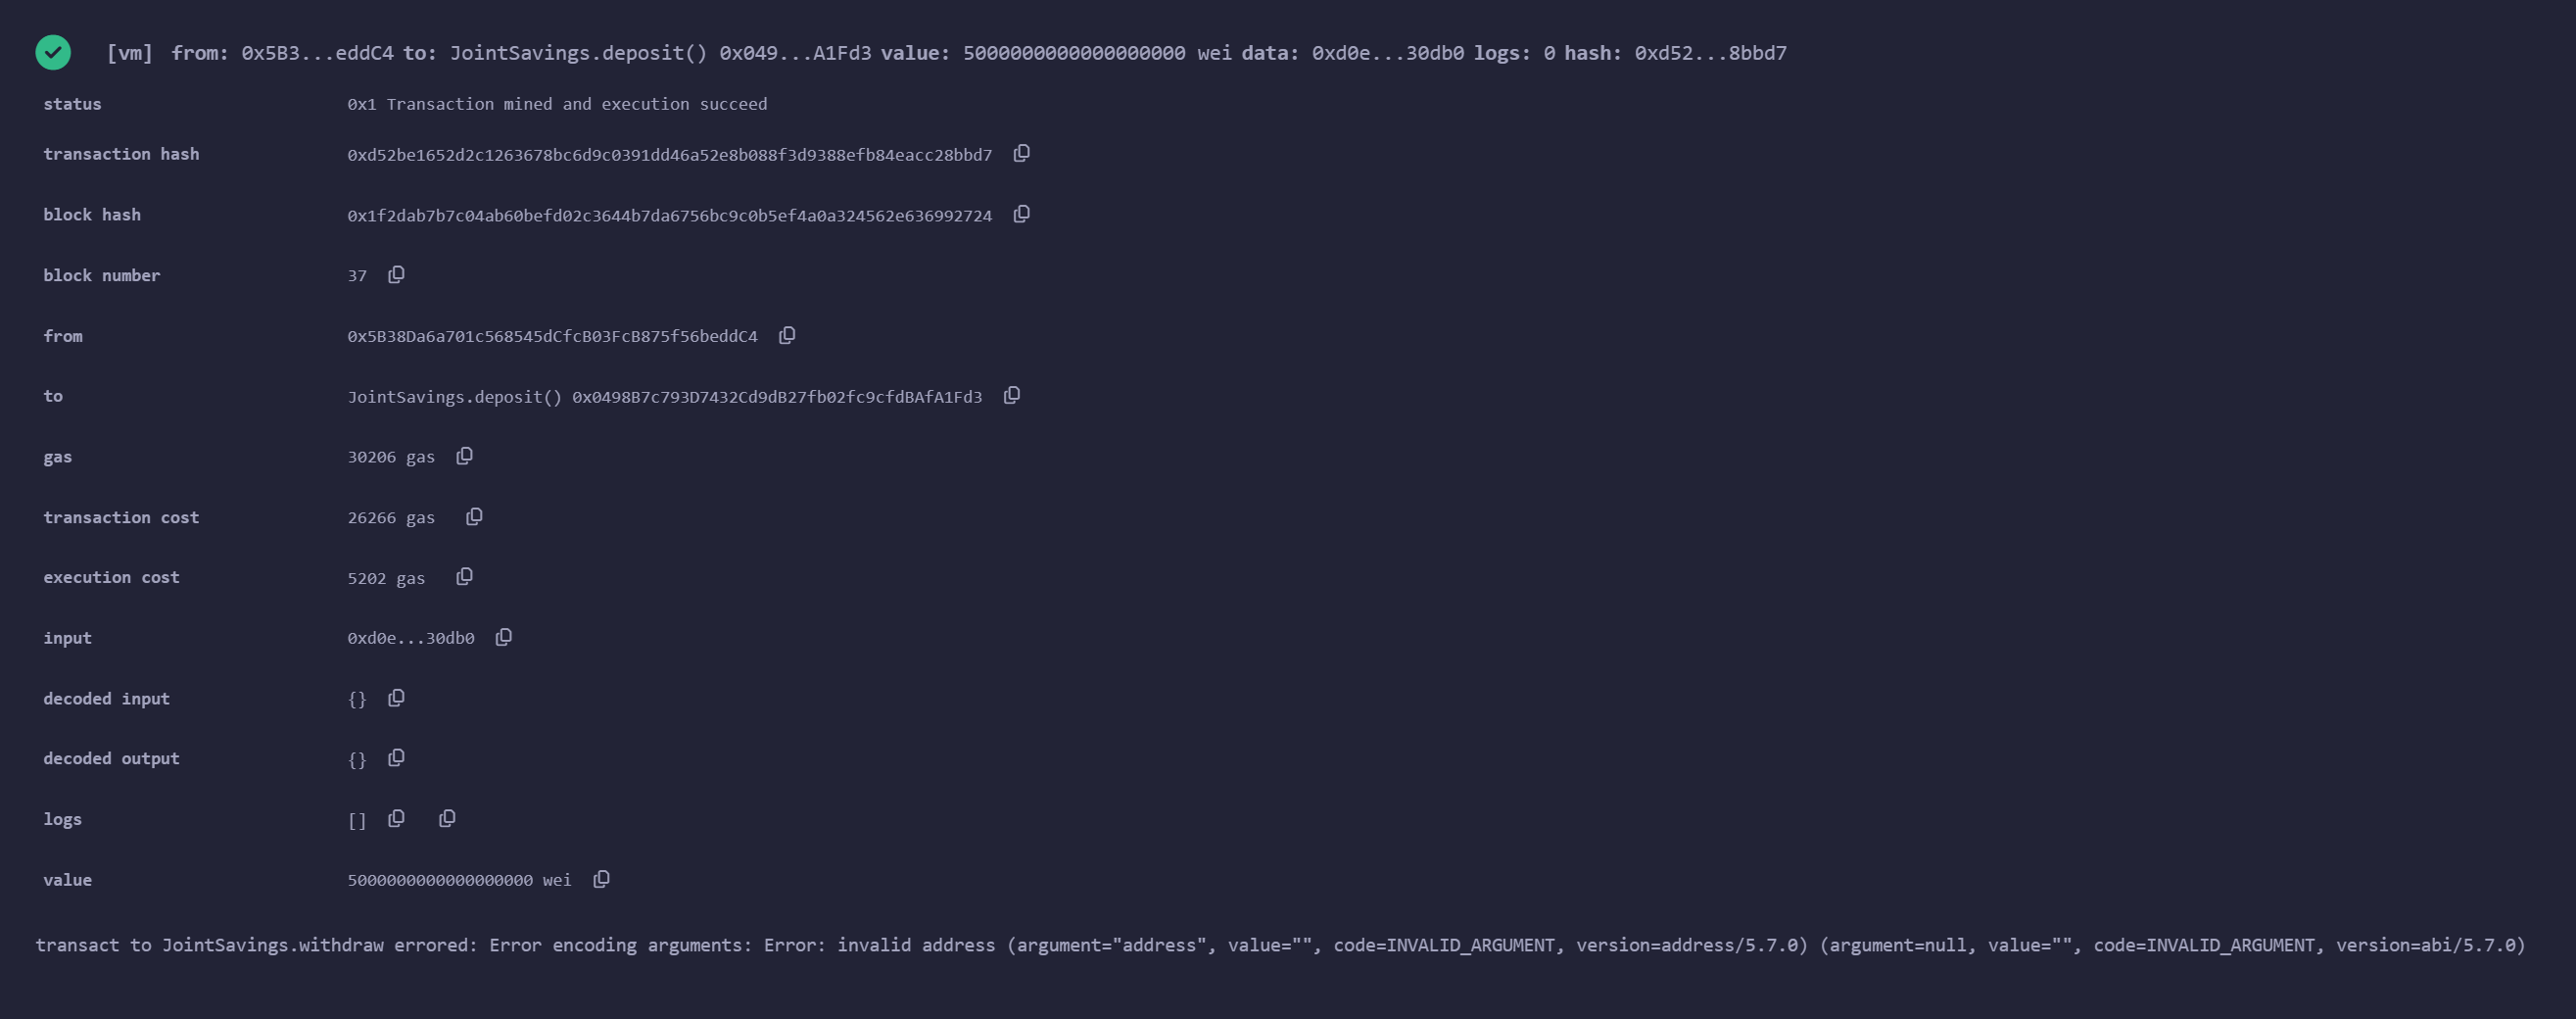 [vm] from: 0x5B3...eddC4 to: JointSavings.deposit() 0x049...A1Fd3 value: 5000000000000000000 wei data: 0xd0e...30db0 logs: 0 hash: 0xd52...8bbd7
status 0x1 Transaction mined and execution succeed
transaction hash 0xd52be1652d2c1263678bc6d9c0391dd46a52e8b088f3d9388efb84eacc28bbd7
block hash 0x1f2dab7b7c04ab60befd02c3644b7da6756bc9c0b5ef4a0a324562e636992724
block number 37
from 0x5B38Da6a701c568545dCfcB03FcB875f56beddC4
to JointSavings.deposit() 0x0498B7c793D7432Cd9dB27fb02fc9cfdBAfA1Fd3
gas 30206 gas
transaction cost 26266 gas
execution cost 5202 gas
input 0xd0e...30db0
decoded input {}
decoded output {}
logs []
value 5000000000000000000 wei
transact to JointSavings.withdraw errored: Error encoding arguments: Error: invalid address (argument="address", value="", code=INVALID_ARGUMENT, version=address/5.7.0) (argument=null, value="", code=INVALID_ARGUMENT, version=abi/5.7.0)